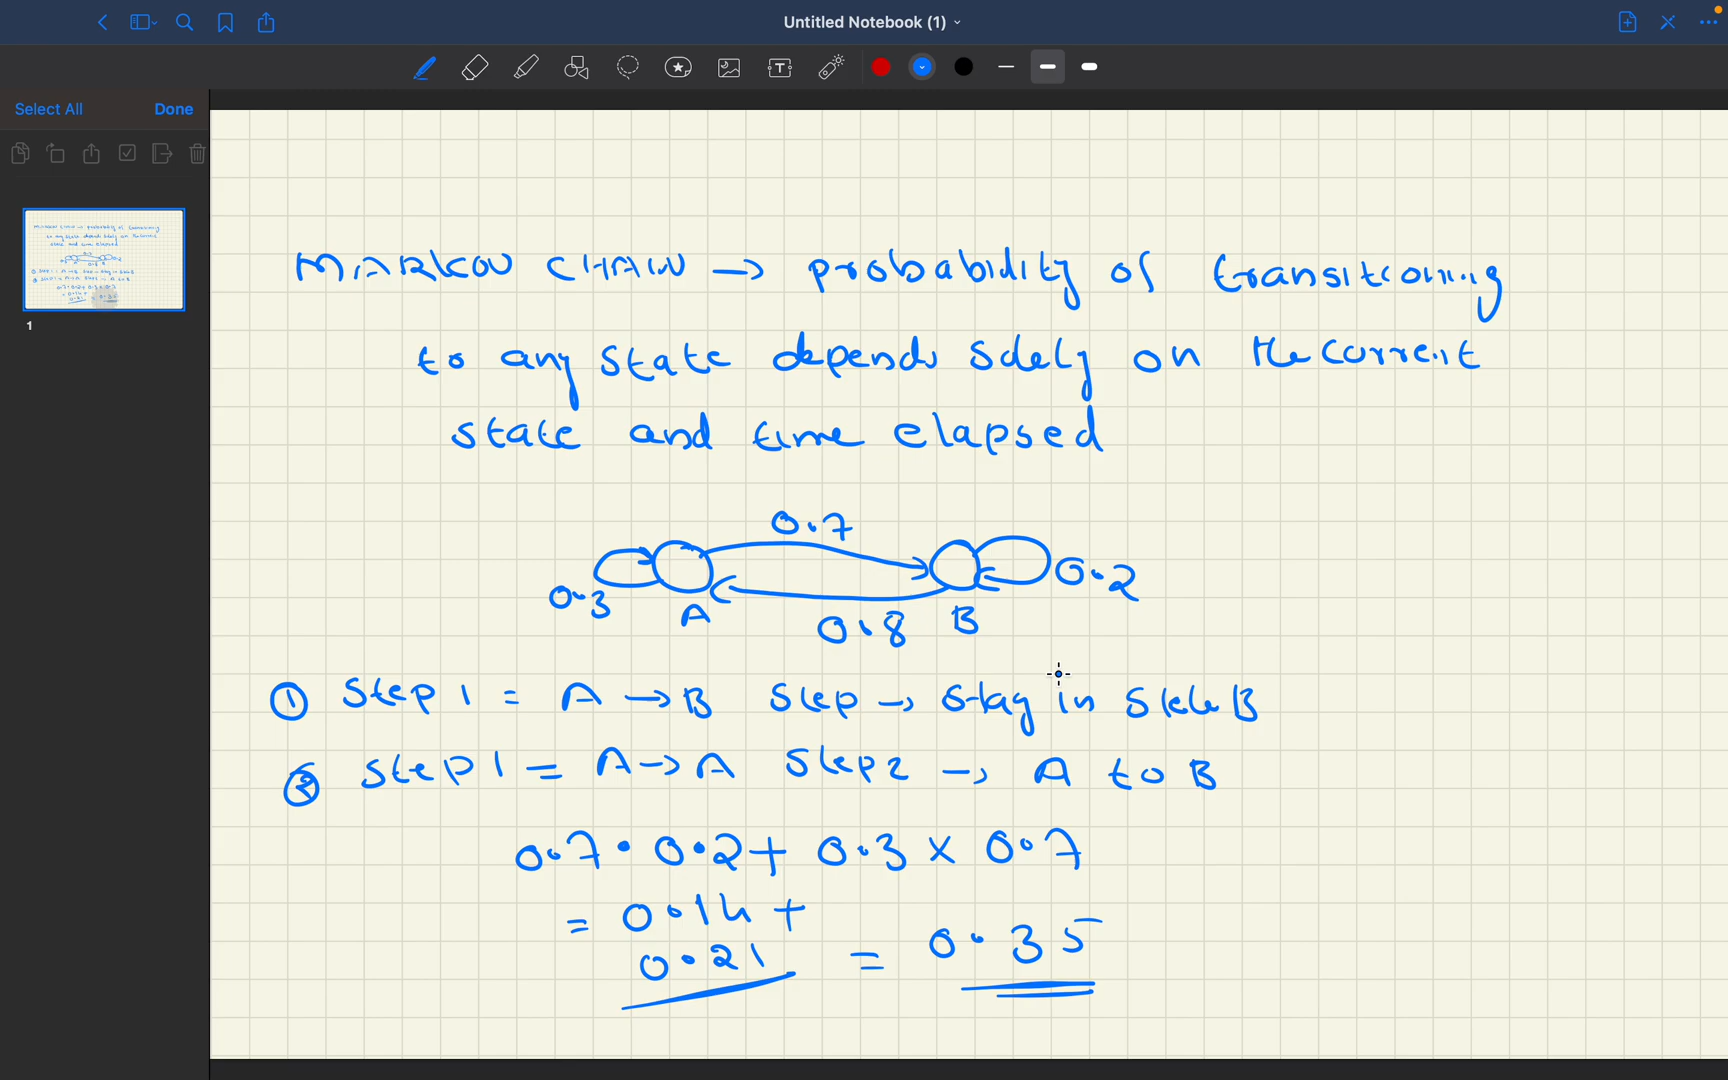 Untitled Notebook (1)
Select All
Done
1
MARKOV CHAIN → probability of transitioning
to any state depends solely on the current
state and time elapsed
0.7
0.3
A
0.8
B
0.2
① Step 1 = A → B Step → Stay in State B
② Step 1 = A → A Step 2 → A to B
0.7 · 0.2 + 0.3 × 0.7
= 0.14 +
0.21 = 0.35